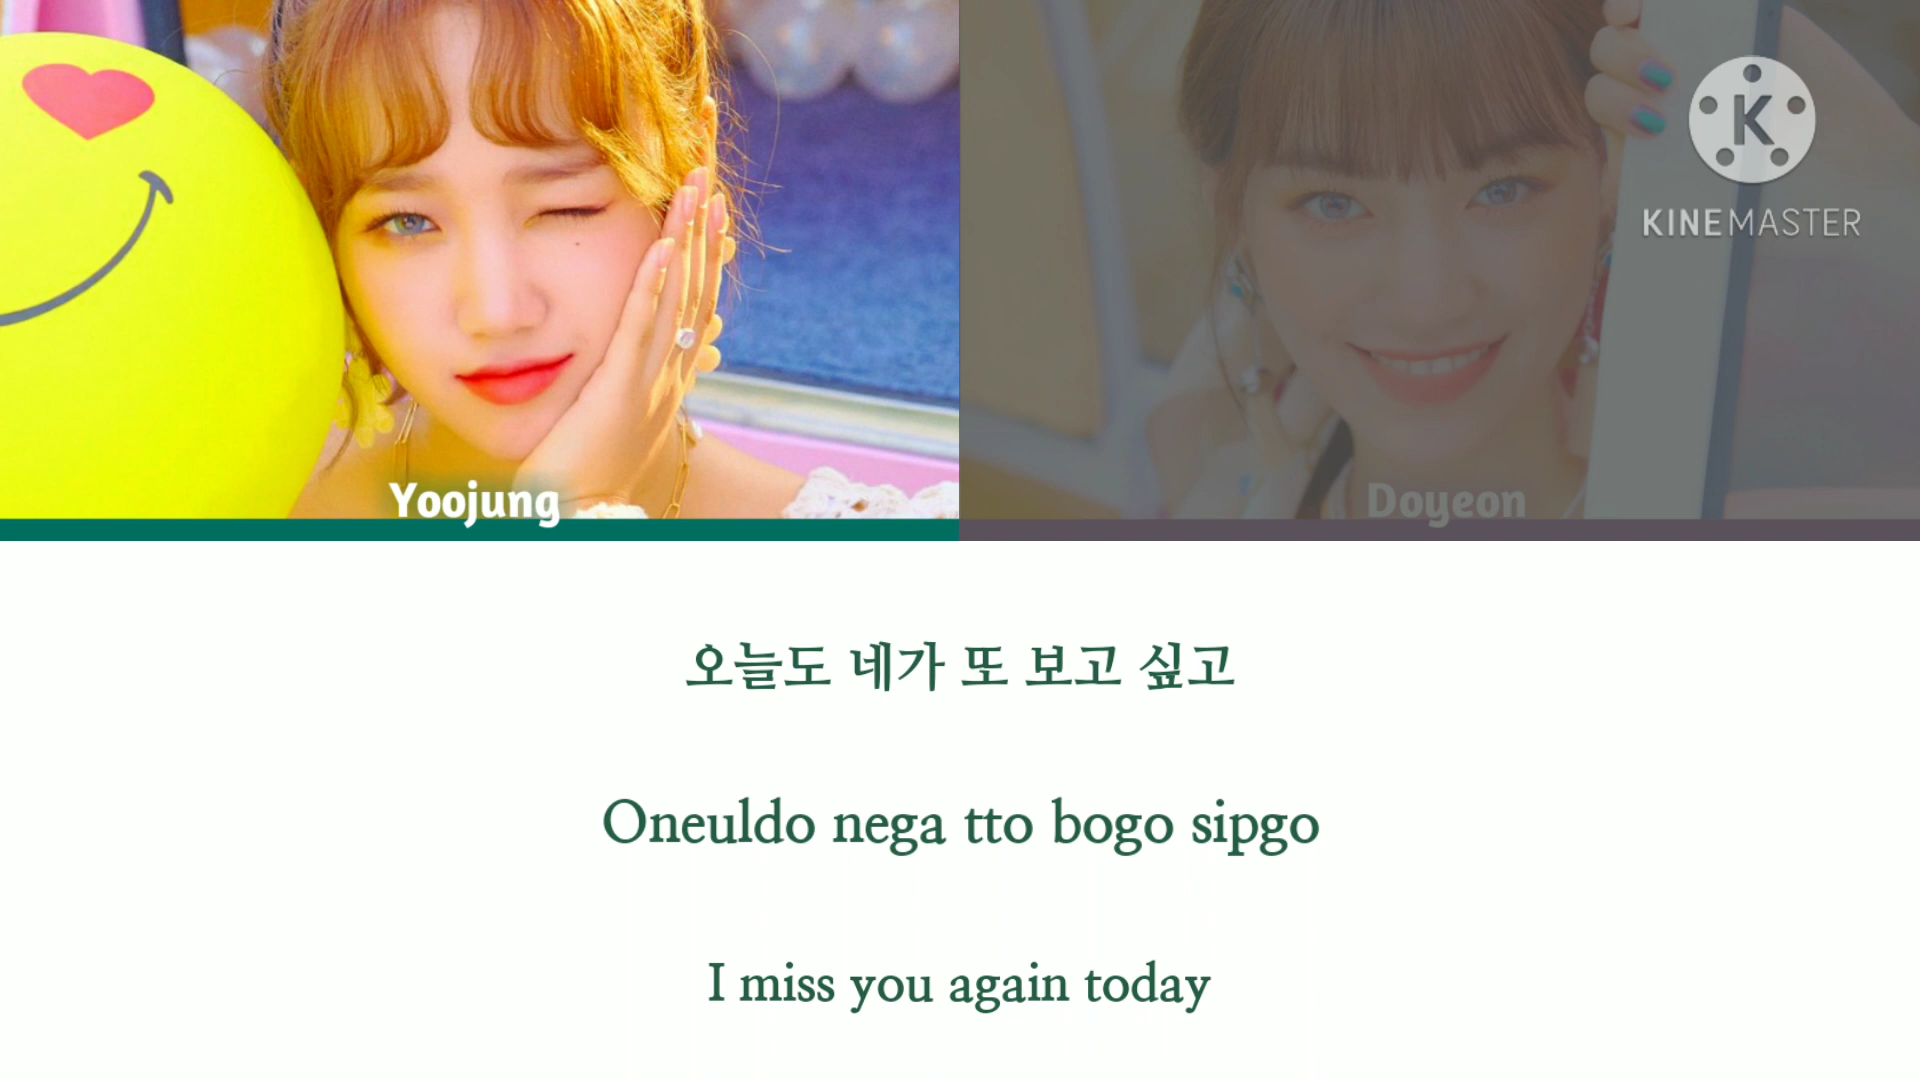 K
KINEMASTER
Yoojung
Doyeon
오늘도 네가 또 보고 싶고
Oneuldo nega tto bogo sipgo
I miss you again today